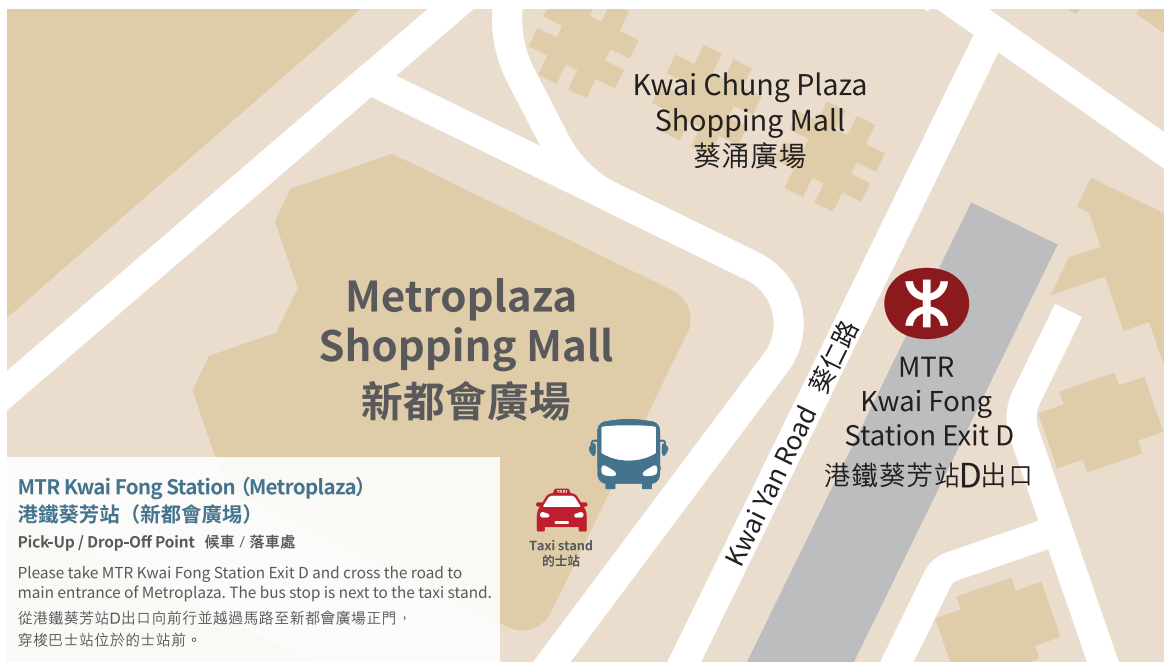 Kwai Chung Plaza
Shopping Mall
葵涌廣場
Metroplaza
Shopping Mall
新都會廣場
Kwai Yan Road 葵仁路
MTR
Kwai Fong
Station Exit D
港鐵葵芳站D出口
TAXI
Taxi stand
的士站
MTR Kwai Fong Station (Metroplaza)
港鐵葵芳站（新都會廣場）
Pick-Up / Drop-Off Point 候車 / 落車處
Please take MTR Kwai Fong Station Exit D and cross the road to
main entrance of Metroplaza. The bus stop is next to the taxi stand.
從港鐵葵芳站D出口向前行並越過馬路至新都會廣場正門，
穿梭巴士站位於的士站前。